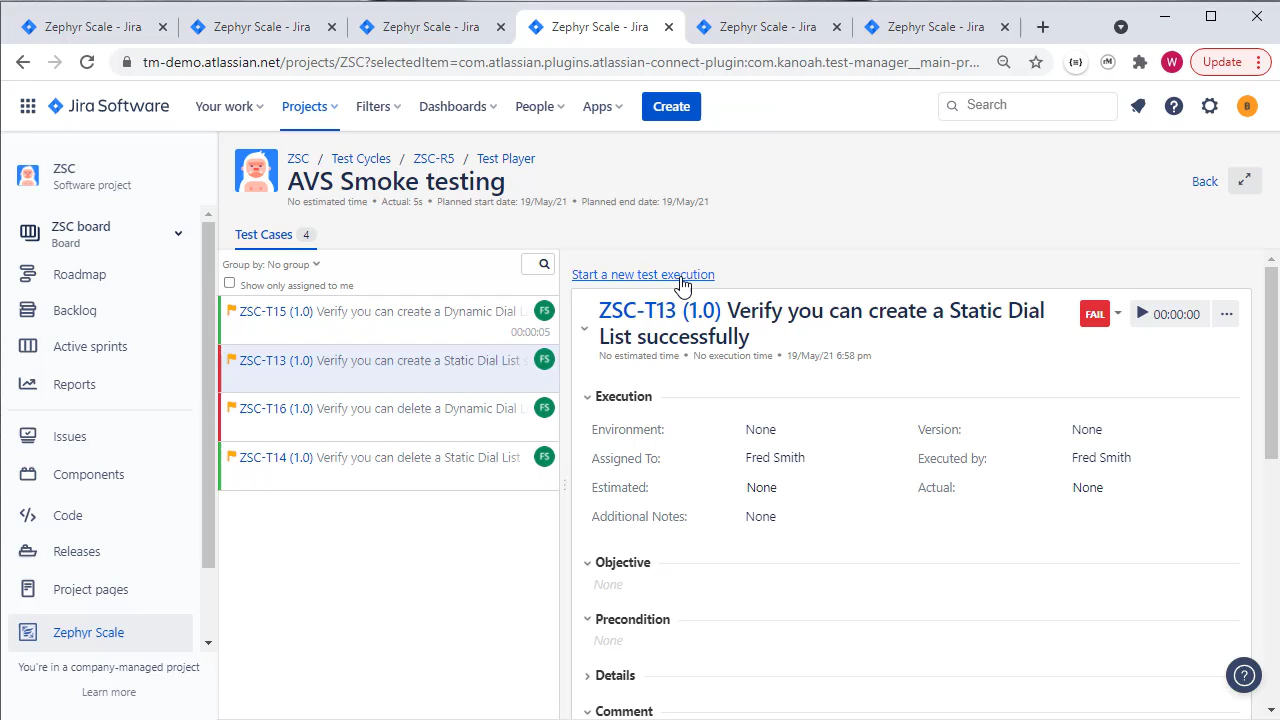 Zephyr Scale - Jira
Zephyr Scale - Jira
Zephyr Scale - Jira
Zephyr Scale - Jira
Zephyr Scale - Jira
Zephyr Scale - Jira
tm-demo.atlassian.net/projects/ZSC?selectedItem=com.atlassian.plugins.atlassian-connect-plugin:com.kanoah.test-manager__main-pr...
W
Update
Jira Software
Your work
Projects
Filters
Dashboards
People
Apps
Create
Search
B
ZSC
Software project
ZSC board
Board
Roadmap
Backlog
Active sprints
Reports
Issues
Components
Code
Releases
Project pages
Zephyr Scale
You're in a company-managed project
Learn more
ZSC / Test Cycles / ZSC-R5 / Test Player
AVS Smoke testing
No estimated time • Actual: 5s • Planned start date: 19/May/21 • Planned end date: 19/May/21
Back
Test Cases 4
Group by: No group
Show only assigned to me
ZSC-T15 (1.0) Verify you can create a Dynamic Dial L
FS
00:00:05
ZSC-T13 (1.0) Verify you can create a Static Dial List s
FS
ZSC-T16 (1.0) Verify you can delete a Dynamic Dial L
FS
ZSC-T14 (1.0) Verify you can delete a Static Dial List
FS
Start a new test execution
ZSC-T13 (1.0) Verify you can create a Static Dial
List successfully
FAIL
00:00:00
No estimated time • No execution time • 19/May/21 6:58 pm
Execution
Environment: None Version: None
Assigned To: Fred Smith Executed by: Fred Smith
Estimated: None Actual: None
Additional Notes: None
Objective
None
Precondition
None
Details
Comment